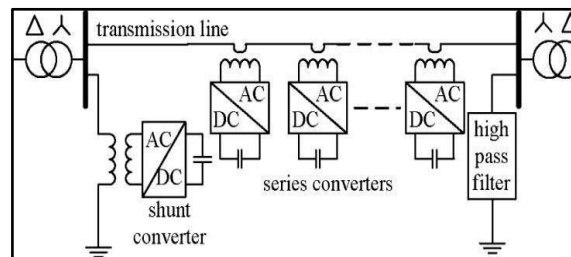 transmission line
AC
DC
AC
DC
AC
DC
AC
DC
high
pass
filter
series converters
shunt
converter